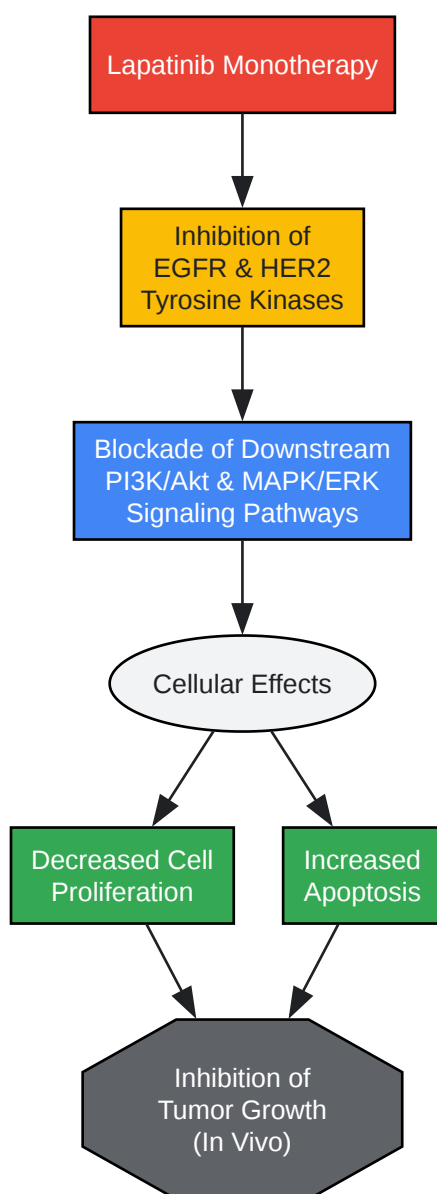 Lapatinib Monotherapy
Inhibition of
EGFR & HER2
Tyrosine Kinases
Blockade of Downstream
PI3K/Akt & MAPK/ERK
Signaling Pathways
Cellular Effects
Decreased Cell
Proliferation
Increased
Apoptosis
Inhibition of
Tumor Growth
(In Vivo)